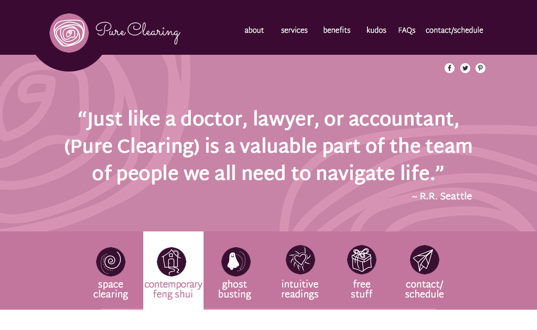 Pure Clearing
about services benefits kudos FAQs contact/schedule
“Just like a doctor, lawyer, or accountant,
(Pure Clearing) is a valuable part of the team
of people we all need to navigate life.”
– R.R. Seattle
space
clearing
contemporary
feng shui
ghost
busting
intuitive
readings
free
stuff
contact/
schedule